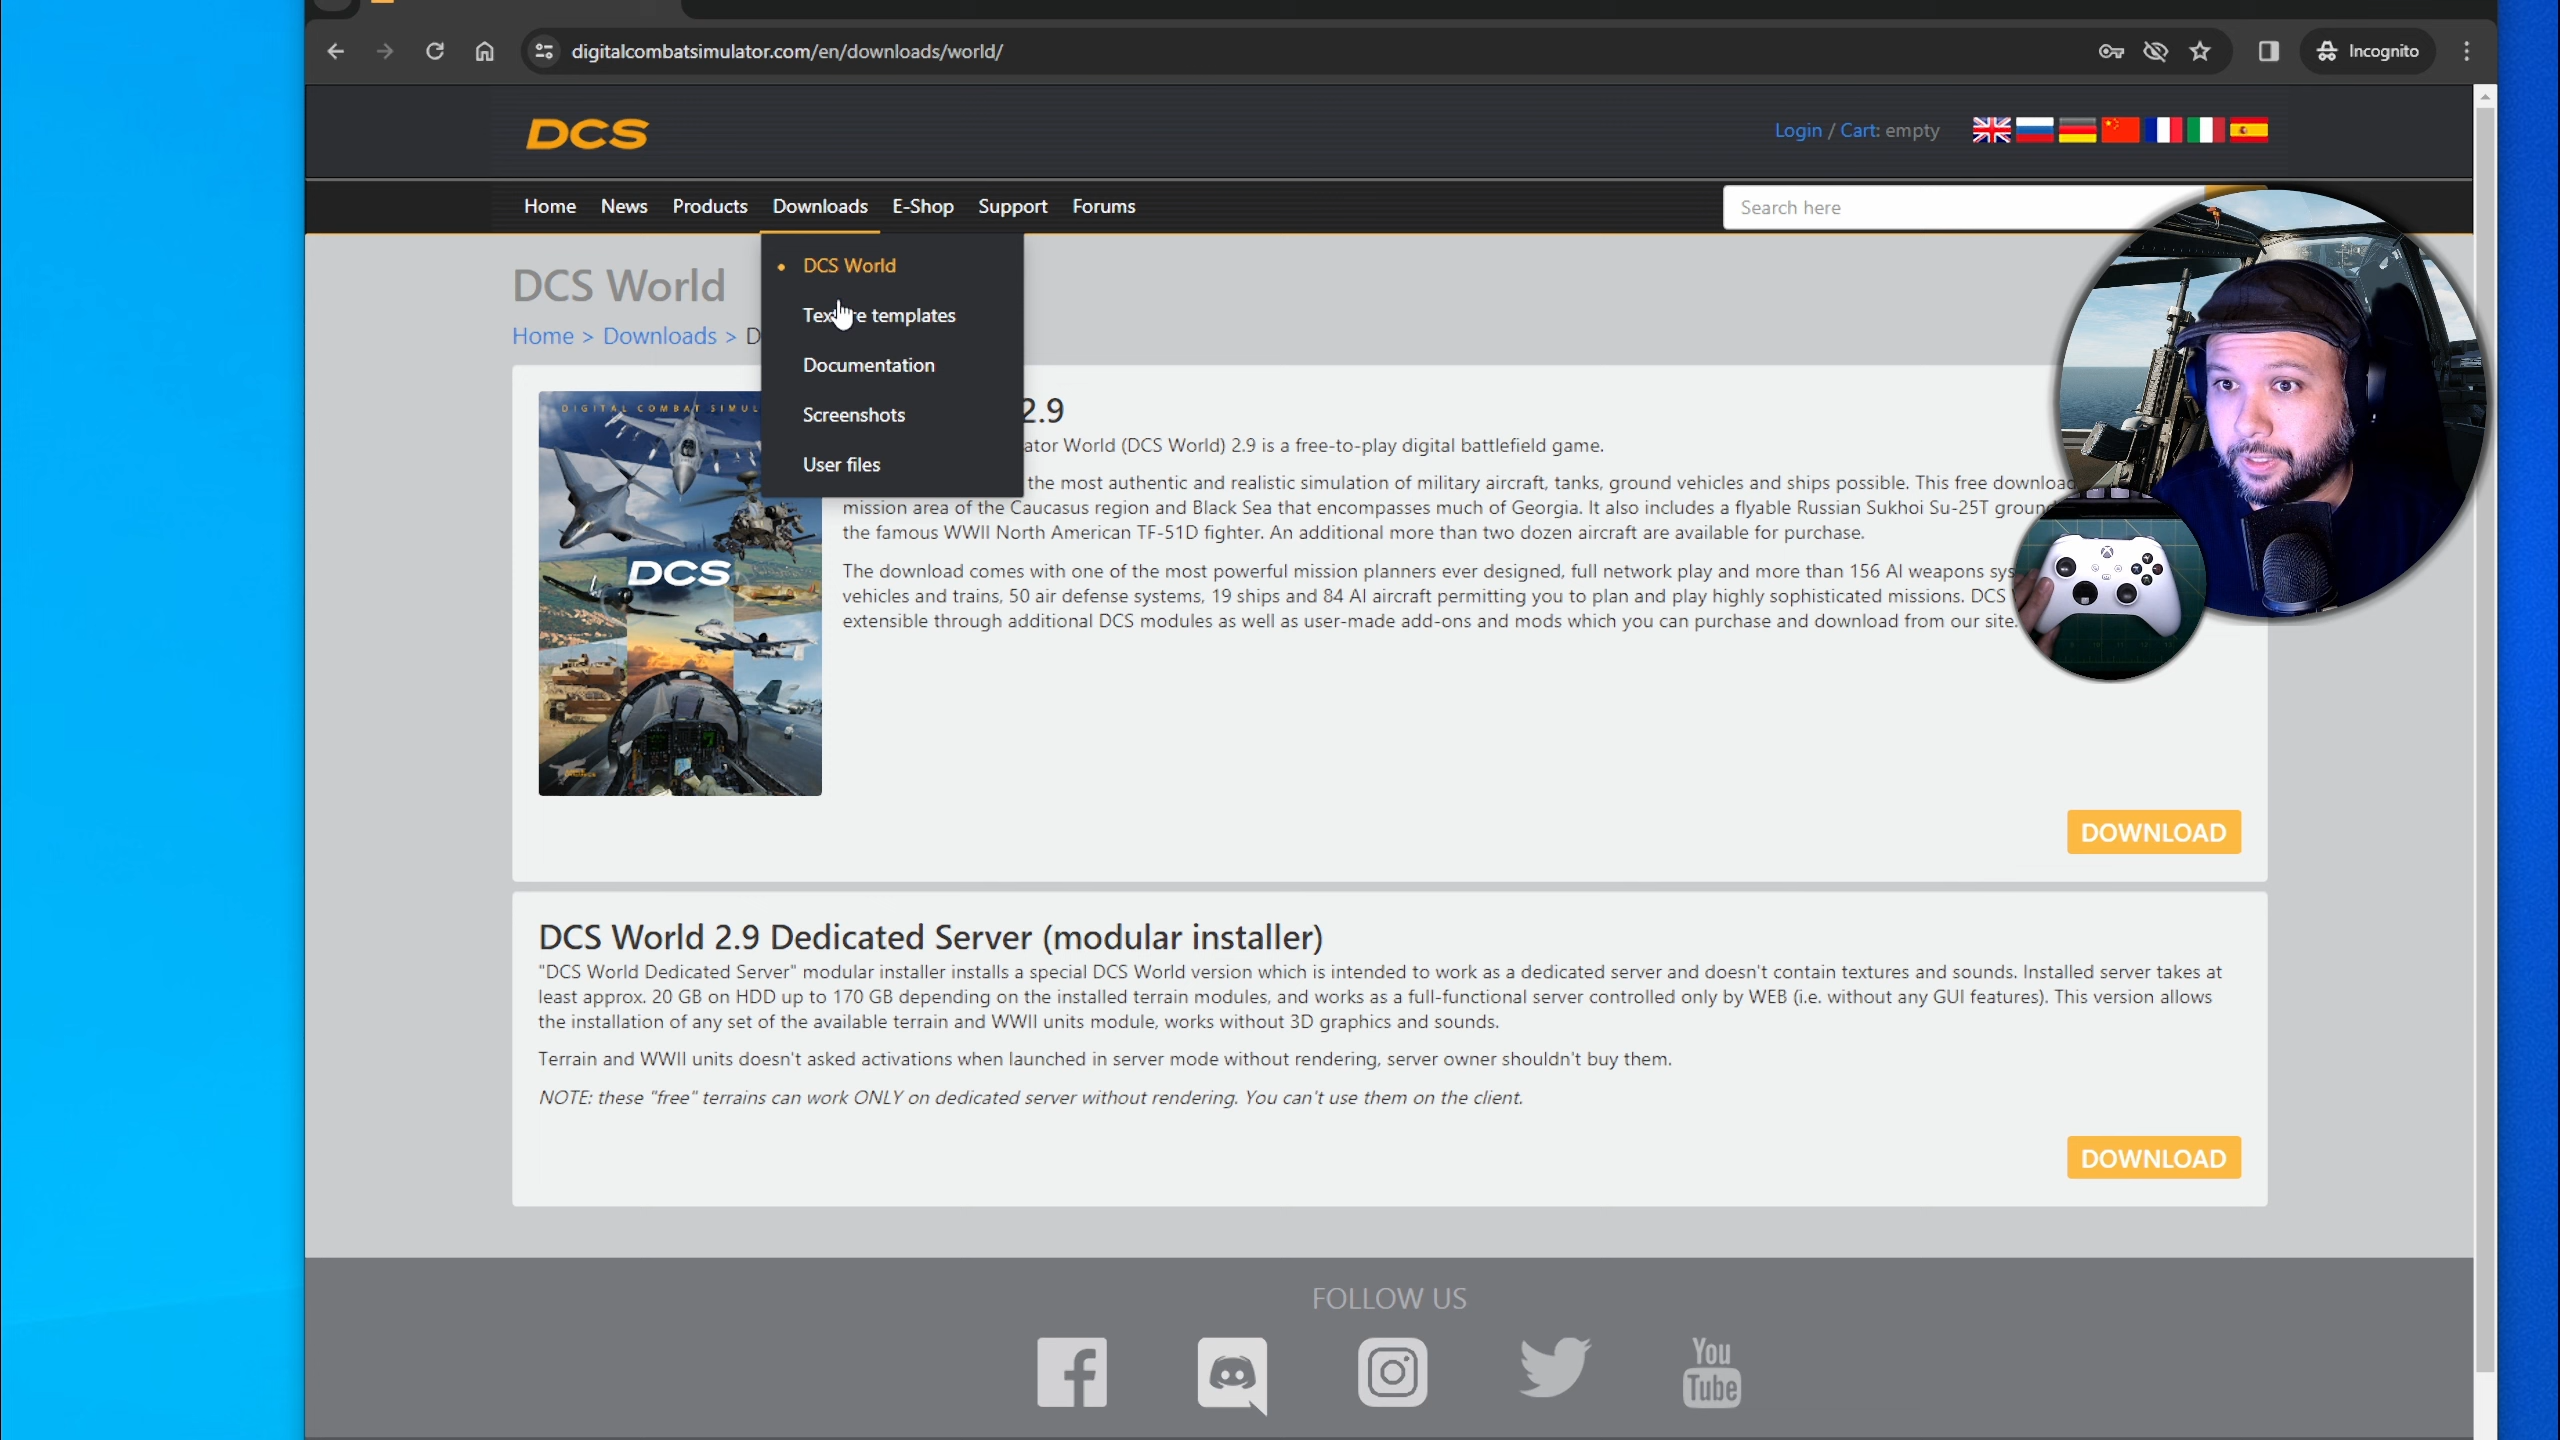 digitalcombatsimulator.com/en/downloads/world/
Incognito
DCS
Login / Cart: empty
Home News Products Downloads E-Shop Support Forums
Search here
DCS World
Texture templates
Documentation
Screenshots
User files
DCS World
Home > Downloads > D
DIGITAL COMBAT SIMUL
DCS
2.9
ator World (DCS World) 2.9 is a free-to-play digital battlefield game.
the most authentic and realistic simulation of military aircraft, tanks, ground vehicles and ships possible. This free download
mission area of the Caucasus region and Black Sea that encompasses much of Georgia. It also includes a flyable Russian Sukhoi Su-25T ground
the famous WWII North American TF-51D fighter. An additional more than two dozen aircraft are available for purchase.
The download comes with one of the most powerful mission planners ever designed, full network play and more than 156 AI weapons sys
vehicles and trains, 50 air defense systems, 19 ships and 84 AI aircraft permitting you to plan and play highly sophisticated missions. DCS
extensible through additional DCS modules as well as user-made add-ons and mods which you can purchase and download from our site.
DOWNLOAD
DCS World 2.9 Dedicated Server (modular installer)
"DCS World Dedicated Server" modular installer installs a special DCS World version which is intended to work as a dedicated server and doesn't contain textures and sounds. Installed server takes at
least approx. 20 GB on HDD up to 170 GB depending on the installed terrain modules, and works as a full-functional server controlled only by WEB (i.e. without any GUI features). This version allows
the installation of any set of the available terrain and WWII units module, works without 3D graphics and sounds.
Terrain and WWII units doesn't asked activations when launched in server mode without rendering, server owner shouldn't buy them.
NOTE: these "free" terrains can work ONLY on dedicated server without rendering. You can't use them on the client.
DOWNLOAD
FOLLOW US
You
Tube